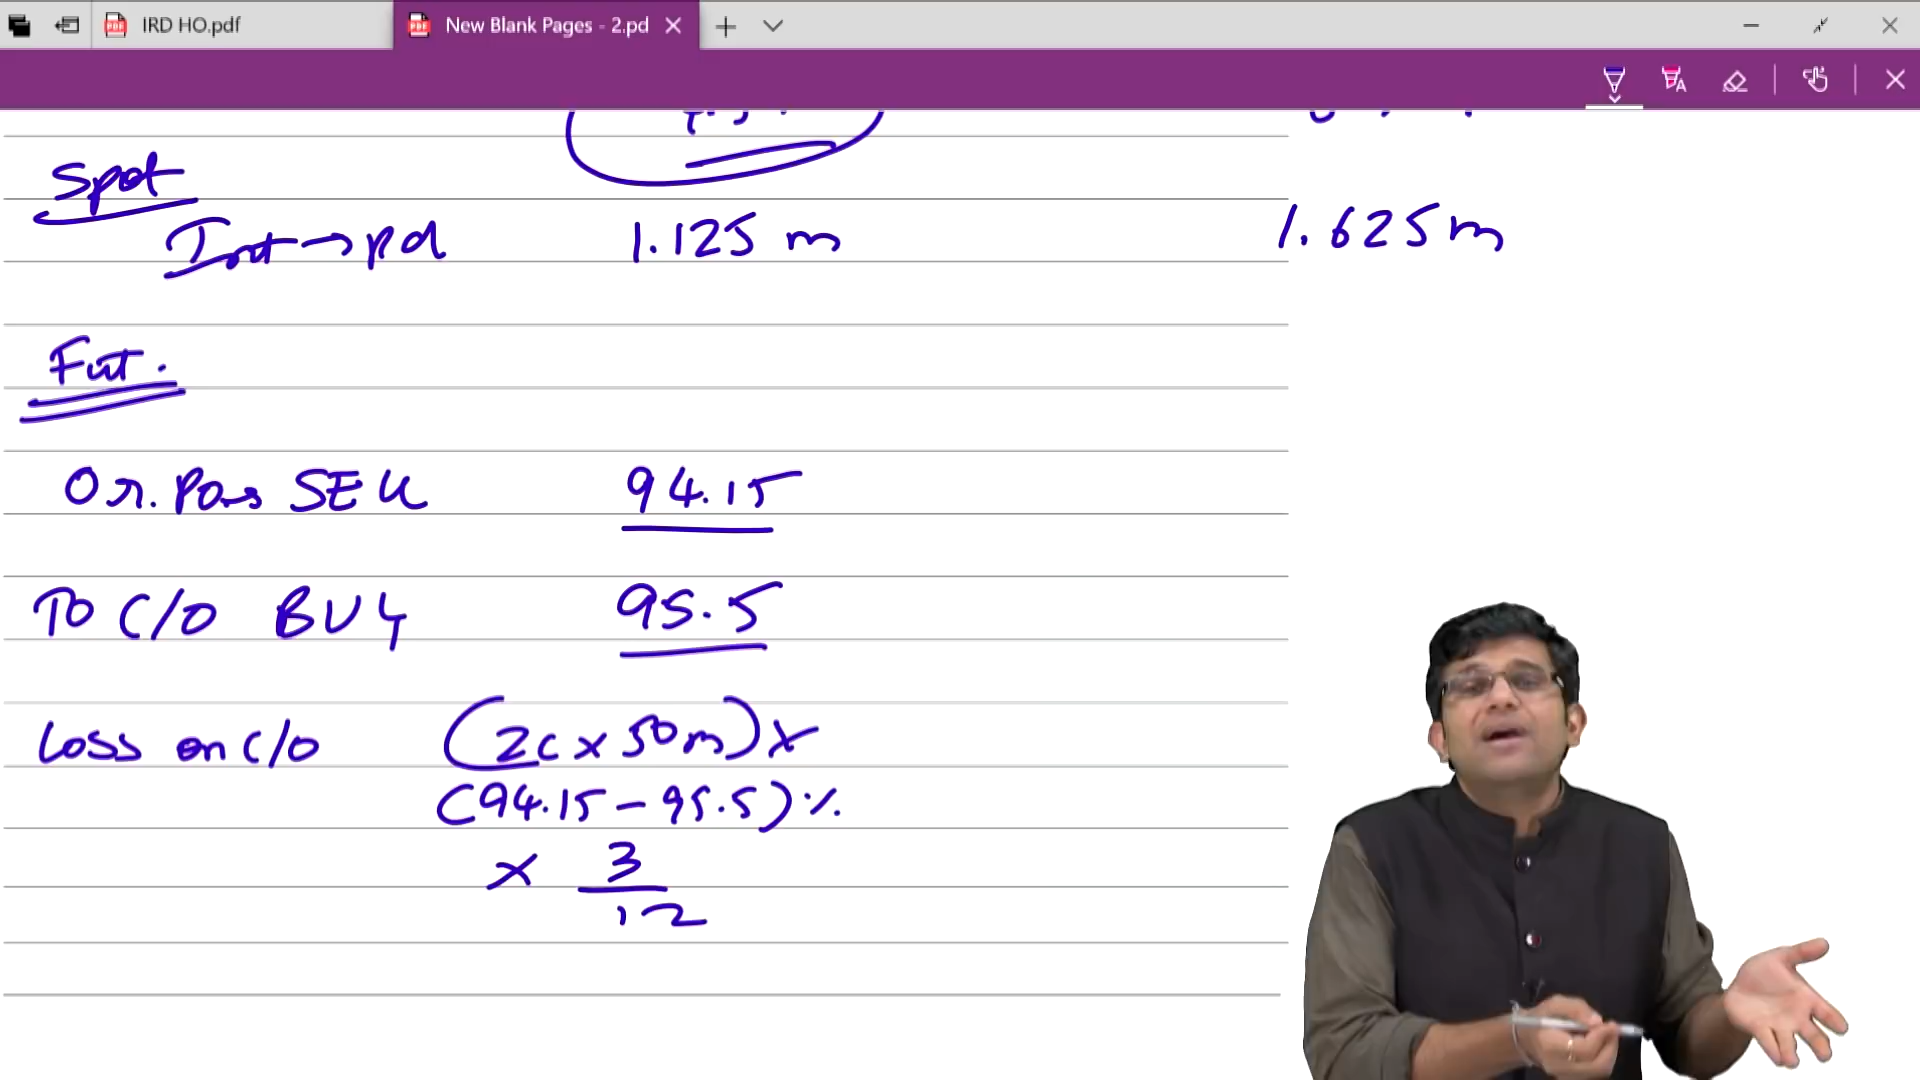 IRD HO.pdf New Blank Pages - 2.pd
Spot
Int → pd 1.125 m 1.625 m
Fut.
Or. Pos SELL 94.15
TO C/O BUY 95.5
Loss on C/O (2c x 50m) x
(94.15 - 95.5) %
x 3
12